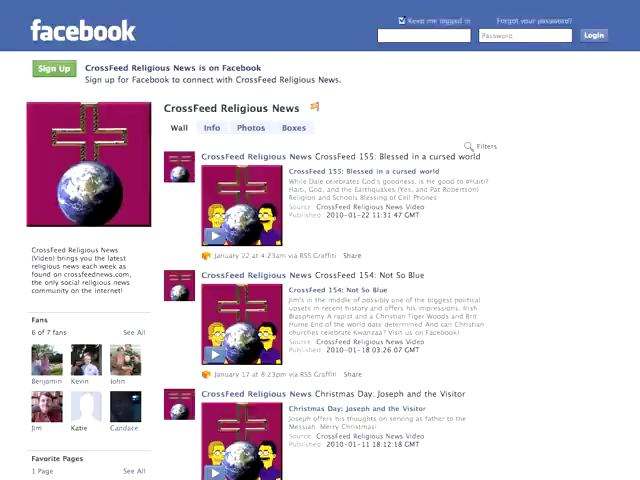 facebook
Keep me logged in
Forgot your password?
Password
Login
Sign Up
CrossFeed Religious News is on Facebook
Sign up for Facebook to connect with CrossFeed Religious News.
CrossFeed Religious News
Wall Info Photos Boxes
Filters
CrossFeed Religious News CrossFeed 155: Blessed in a cursed world
CrossFeed 155: Blessed in a cursed world
While Dale celebrates God's goodness, is He good to #Haiti?
Haiti, God, and the Earthquakes (Yes, and Pat Robertson)
Religion and Schools Blessing of Cell Phones
Source: CrossFeed Religious News Video
Published: 2010-01-22 11:31:47 GMT
January 22 at 4:23am via RSS Graffiti Share
CrossFeed Religious News (Video) brings you the latest religious news each week as found on crossfeednews.com, the only social religious news community on the internet!
CrossFeed Religious News CrossFeed 154: Not So Blue
CrossFeed 154: Not So Blue
Jim's in the middle of possibly one of the biggest political
upsets in recent history and offers his impressions. Irish
Blasphemy A rapist and a Christian Tiger Woods and Brit
Hume End of the world date determined And can Christian
churches celebrate Kwanzaa? Visit us on Facebook!
Source: CrossFeed Religious News Video
Published: 2010-01-18 03:26:07 GMT
January 17 at 8:23pm via RSS Graffiti Share
Fans
6 of 7 fans See All
Benjamin Kevin John
Jim Katie Candace
Favorite Pages
1 Page See All
CrossFeed Religious News Christmas Day: Joseph and the Visitor
Christmas Day: Joseph and the Visitor
Joseph offers his thoughts on serving as father to the
Messiah. Merry Christmas!
Source: CrossFeed Religious News Video
Published: 2010-01-11 18:12:18 GMT